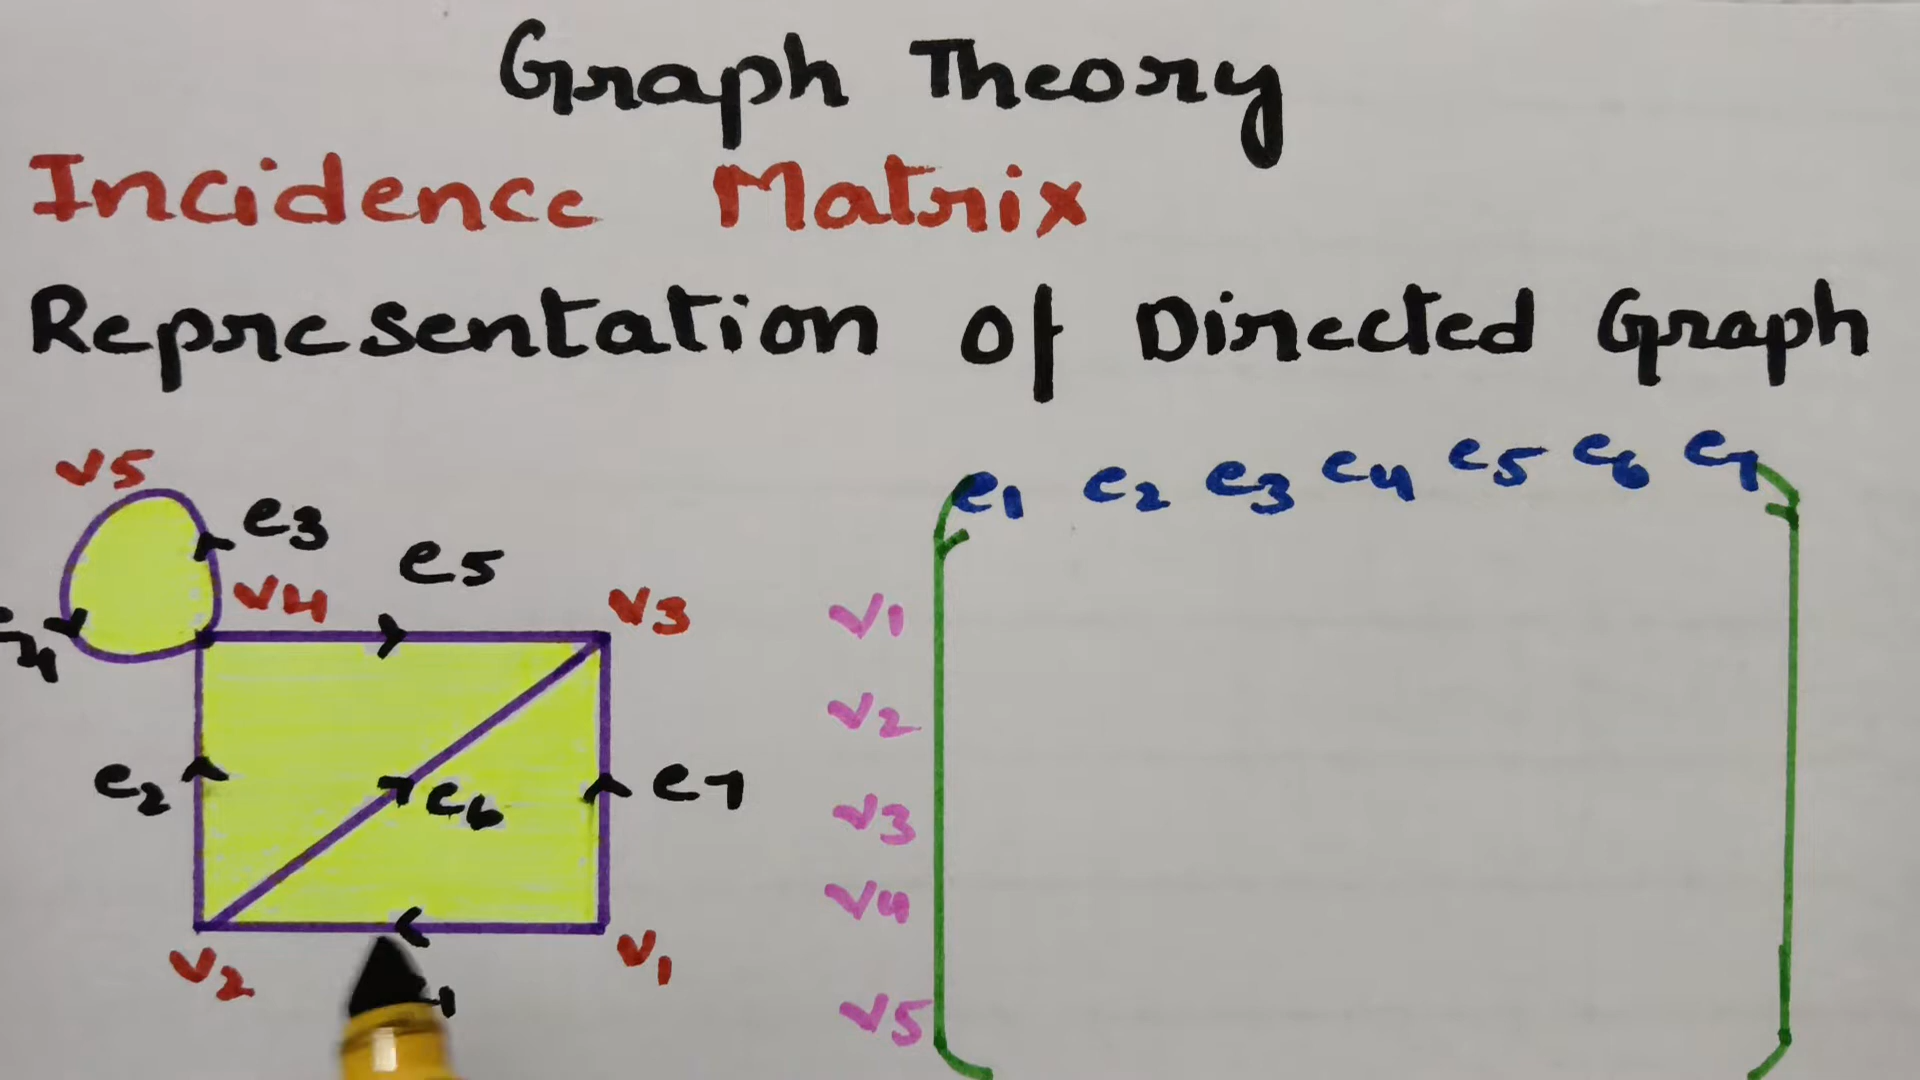 Graph Theory
Incidence Matrix
Representation of Directed Graph
v5 e3 e5
v4 v3
e2 e6 e7
v2 v1
e1 e2 e3 e4 e5 e6 e7
v1
v2
v3
v4
v5